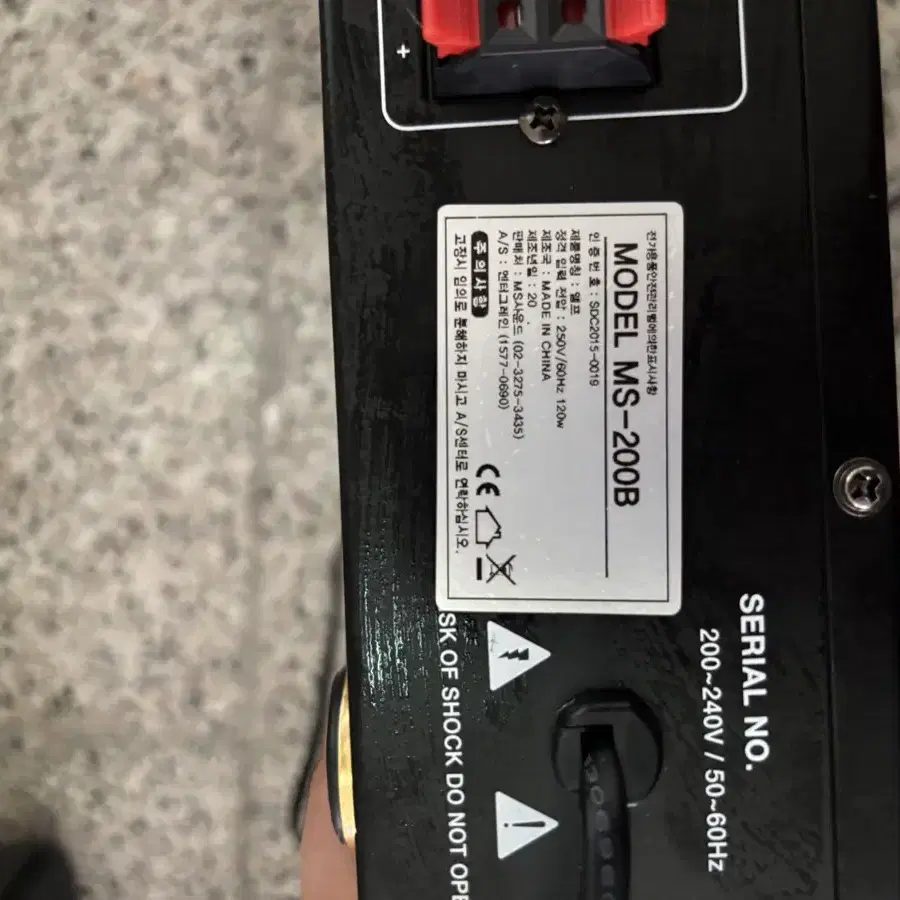 +
전기용품안전관리법에의한표시사항
MODEL MS-200B
인 증 번 호 : SDC2015-0019
제품명칭 : 앰프
정격 입력 전압 : 250V/60Hz 120w
제조국 : MADE IN CHINA
제조년일 : 20 .
판매처 : MS사운드 (02-3275-3435)
A/S : 엔터그레인 (1577-0690)
주의사항
고장시 임의로 분해하지 마시고 A/S센터로 연락하십시오.
CE
SERIAL NO.
200~240V / 50~60Hz
SK OF SHOCK DO NOT OPE